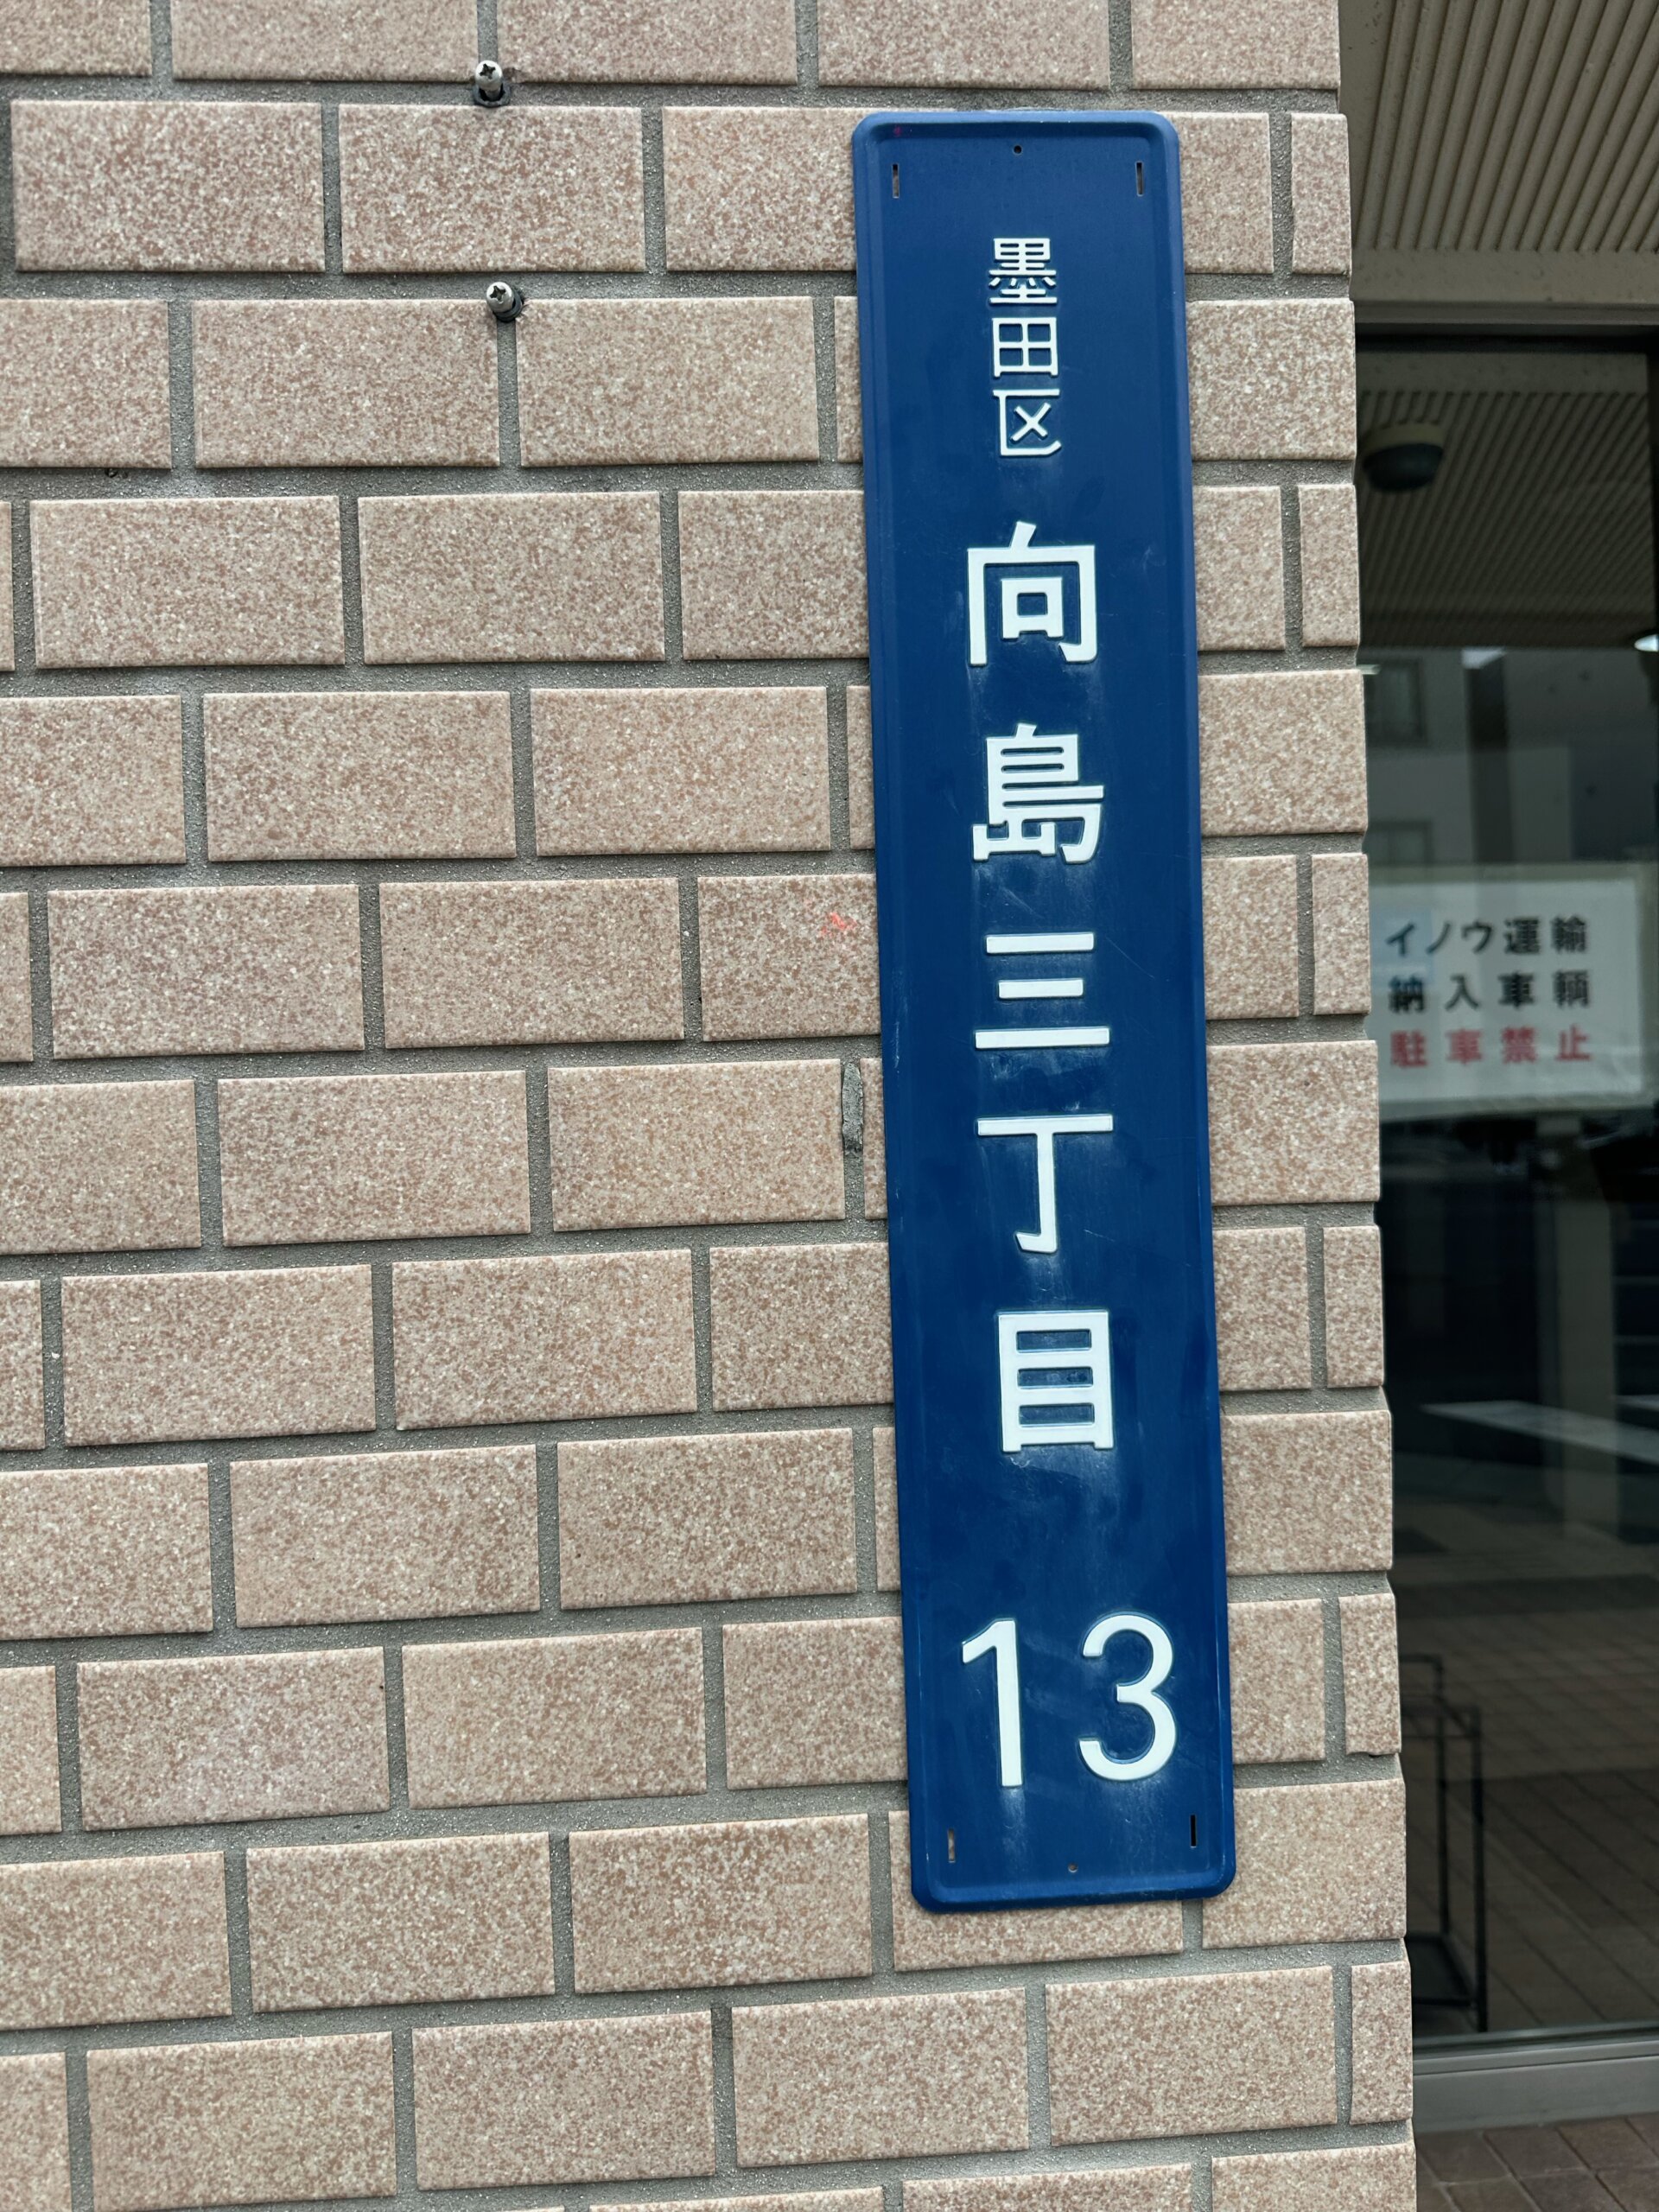 墨田区
向島三丁目
13
イノウ運輸
納入車輌
駐車禁止